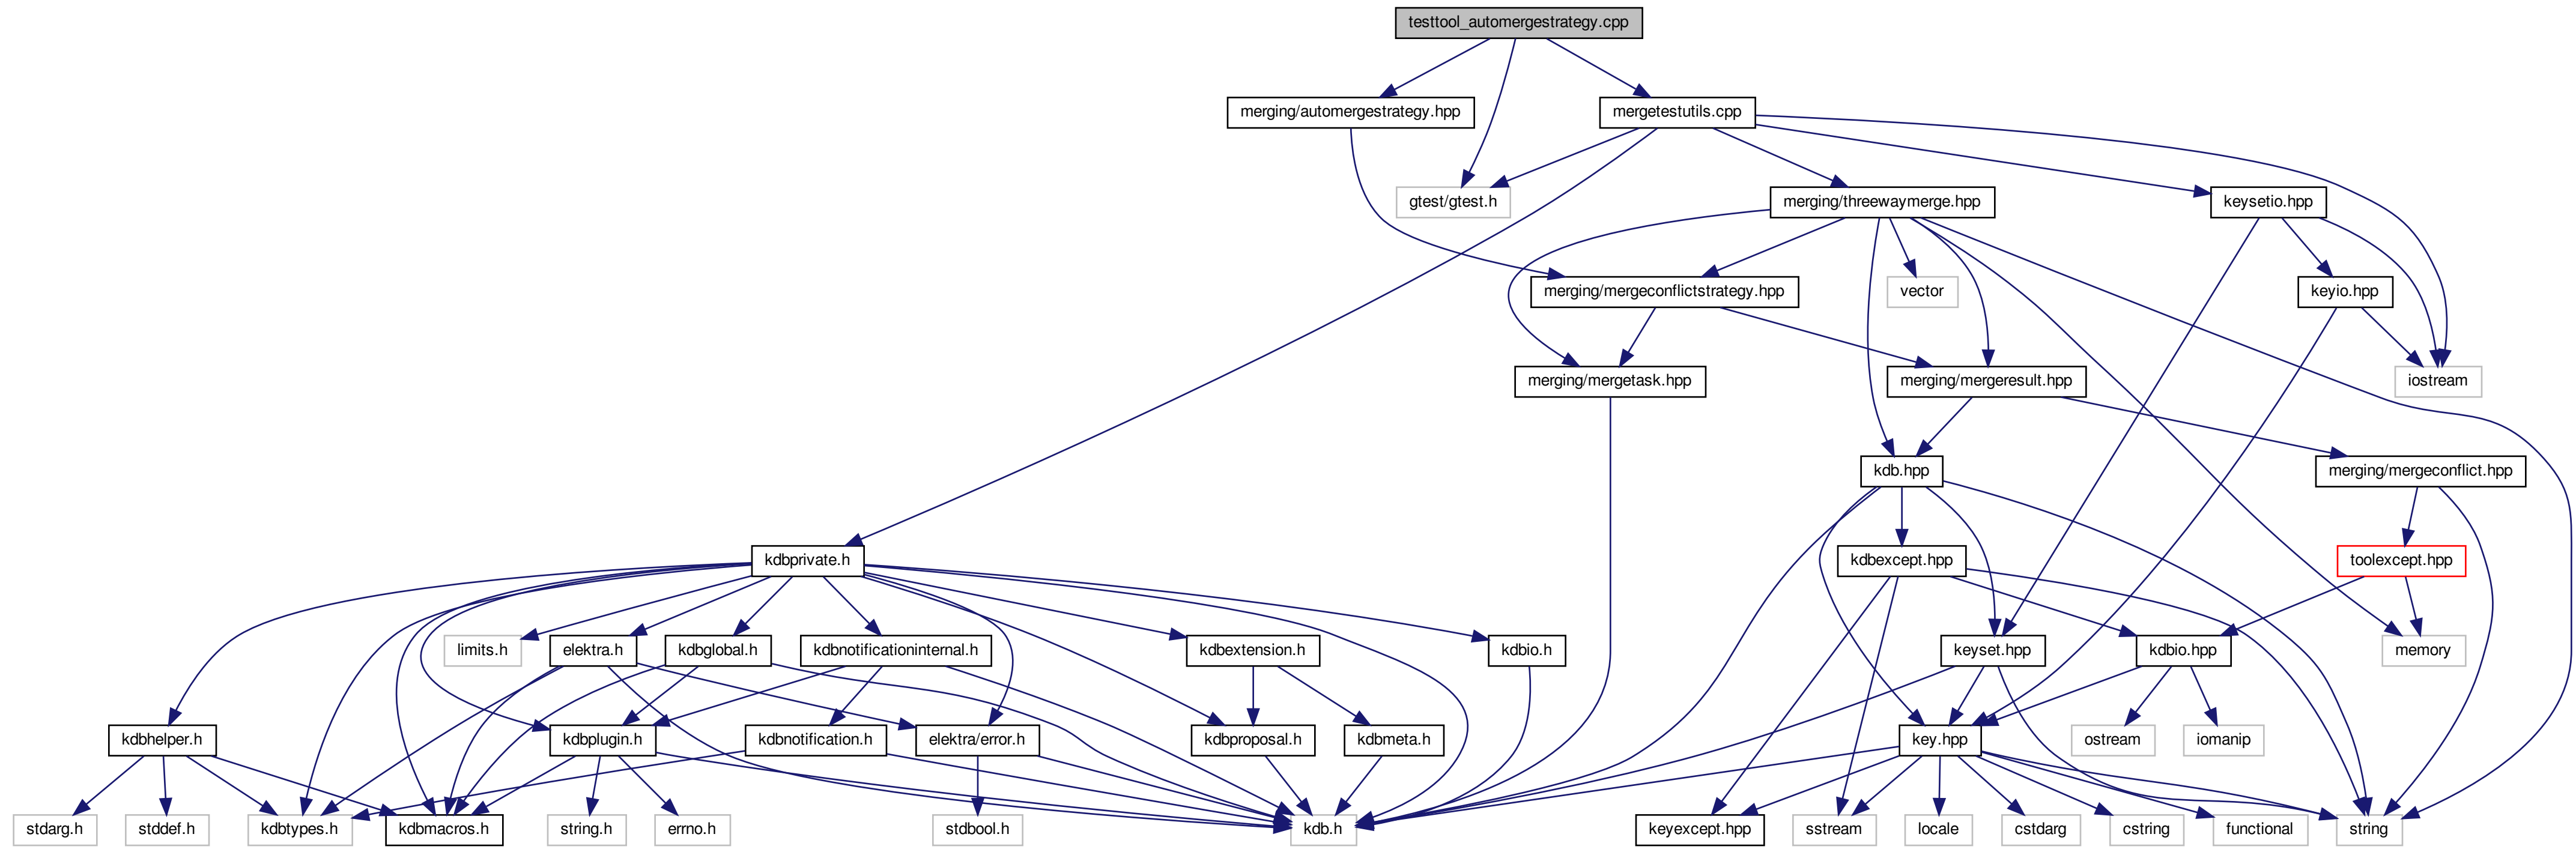 testtool_automergestrategy.cpp
merging/automergestrategy.hpp
mergetestutils.cpp
gtest/gtest.h
merging/threewaymerge.hpp
keysetio.hpp
merging/mergeconflictstrategy.hpp
vector
keyio.hpp
merging/mergetask.hpp
merging/mergeresult.hpp
iostream
kdb.hpp
merging/mergeconflict.hpp
kdbprivate.h
kdbexcept.hpp
toolexcept.hpp
limits.h
elektra.h
kdbglobal.h
kdbnotificationinternal.h
kdbextension.h
kdbio.h
keyset.hpp
kdbio.hpp
memory
kdbhelper.h
kdbplugin.h
kdbnotification.h
elektra/error.h
kdbproposal.h
kdbmeta.h
key.hpp
ostream
iomanip
stdarg.h
stddef.h
kdbtypes.h
kdbmacros.h
string.h
errno.h
stdbool.h
kdb.h
keyexcept.hpp
sstream
locale
cstdarg
cstring
functional
string